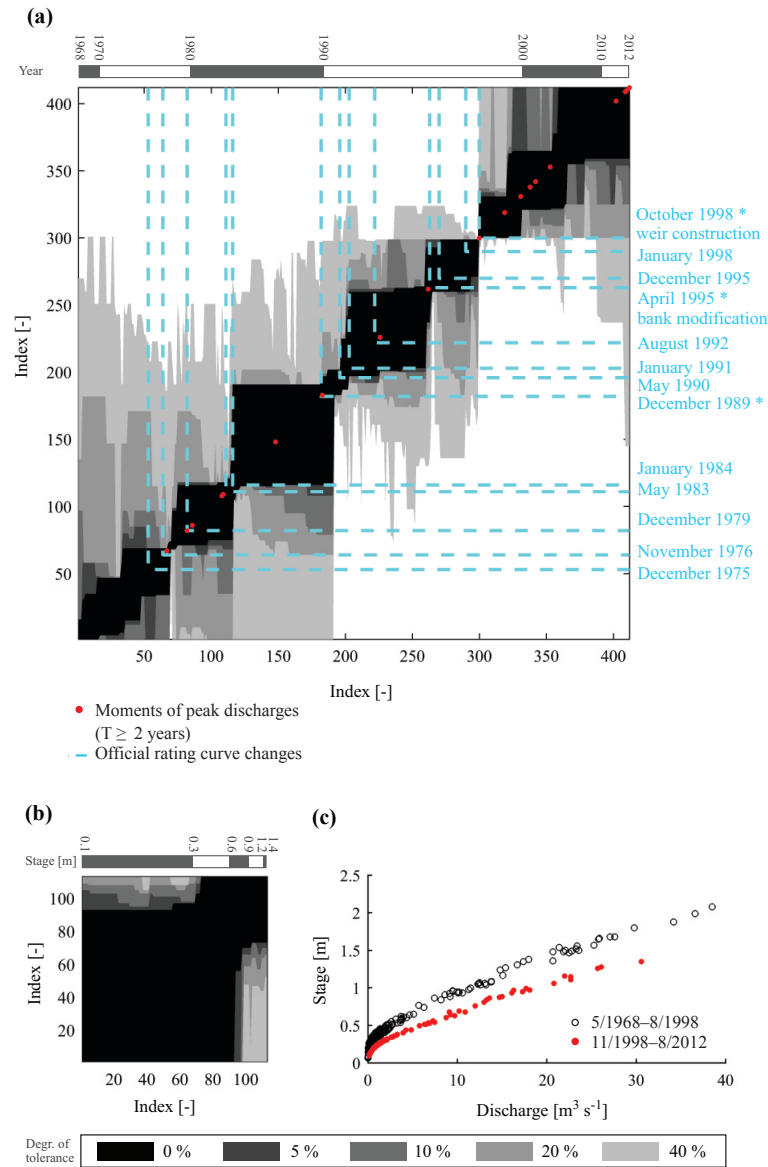 (a)
1968 1970 1980 1990 2000 2010 2012
Year
400
350
300
250
200
150
100
50
Index [-]
50 100 150 200 250 300 350 400
Index [-]
October 1998 *
weir construction
January 1998
December 1995
April 1995 *
bank modification
August 1992
January 1991
May 1990
December 1989 *
January 1984
May 1983
December 1979
November 1976
December 1975
Moments of peak discharges
(T ≥ 2 years)
Official rating curve changes
(b)
0.1 0.3 0.6 0.9 1.2 1.4
Stage [m]
100
80
60
40
20
Index [-]
20 40 60 80 100
Index [-]
(c)
2.5
2
1.5
1
0.5
0
Stage [m]
0 10 20 30 40
Discharge [m³ s⁻¹]
5/1968–8/1998
11/1998–8/2012
Degr. of
tolerance
0 % 5 % 10 % 20 % 40 %